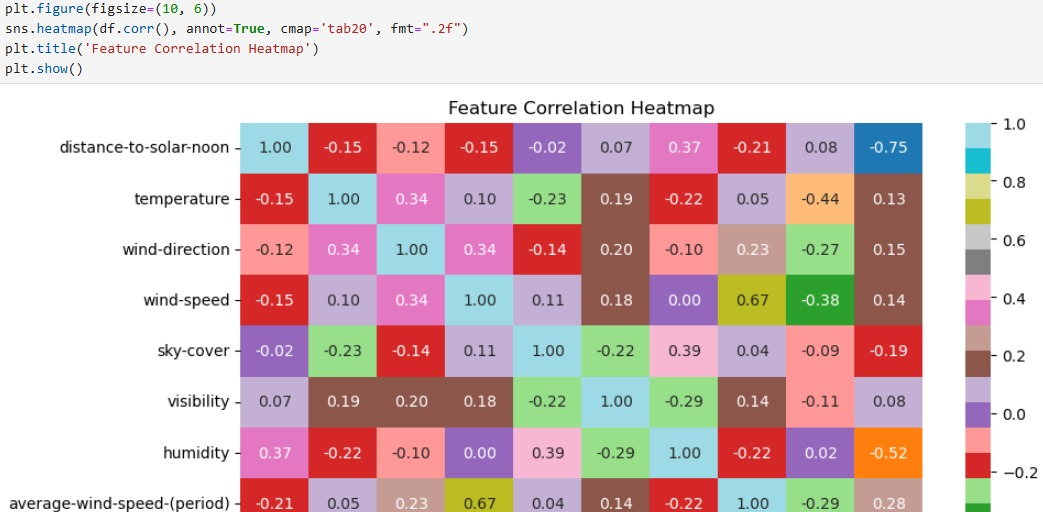 plt.figure(figsize=(10, 6))
sns.heatmap(df.corr(), annot=True, cmap='tab20', fmt=".2f")
plt.title('Feature Correlation Heatmap')
plt.show()
Feature Correlation Heatmap
distance-to-solar-noon 1.00 -0.15 -0.12 -0.15 -0.02 0.07 0.37 -0.21 0.08 -0.75
temperature -0.15 1.00 0.34 0.10 -0.23 0.19 -0.22 0.05 -0.44 0.13
wind-direction -0.12 0.34 1.00 0.34 -0.14 0.20 -0.10 0.23 -0.27 0.15
wind-speed -0.15 0.10 0.34 1.00 0.11 0.18 0.00 0.67 -0.38 0.14
sky-cover -0.02 -0.23 -0.14 0.11 1.00 -0.22 0.39 0.04 -0.09 -0.19
visibility 0.07 0.19 0.20 0.18 -0.22 1.00 -0.29 0.14 -0.11 0.08
humidity 0.37 -0.22 -0.10 0.00 0.39 -0.29 1.00 -0.22 0.02 -0.52
average-wind-speed-(period) -0.21 0.05 0.23 0.67 0.04 0.14 -0.22 1.00 -0.29 0.28
1.0
0.8
0.6
0.4
0.2
0.0
−0.2